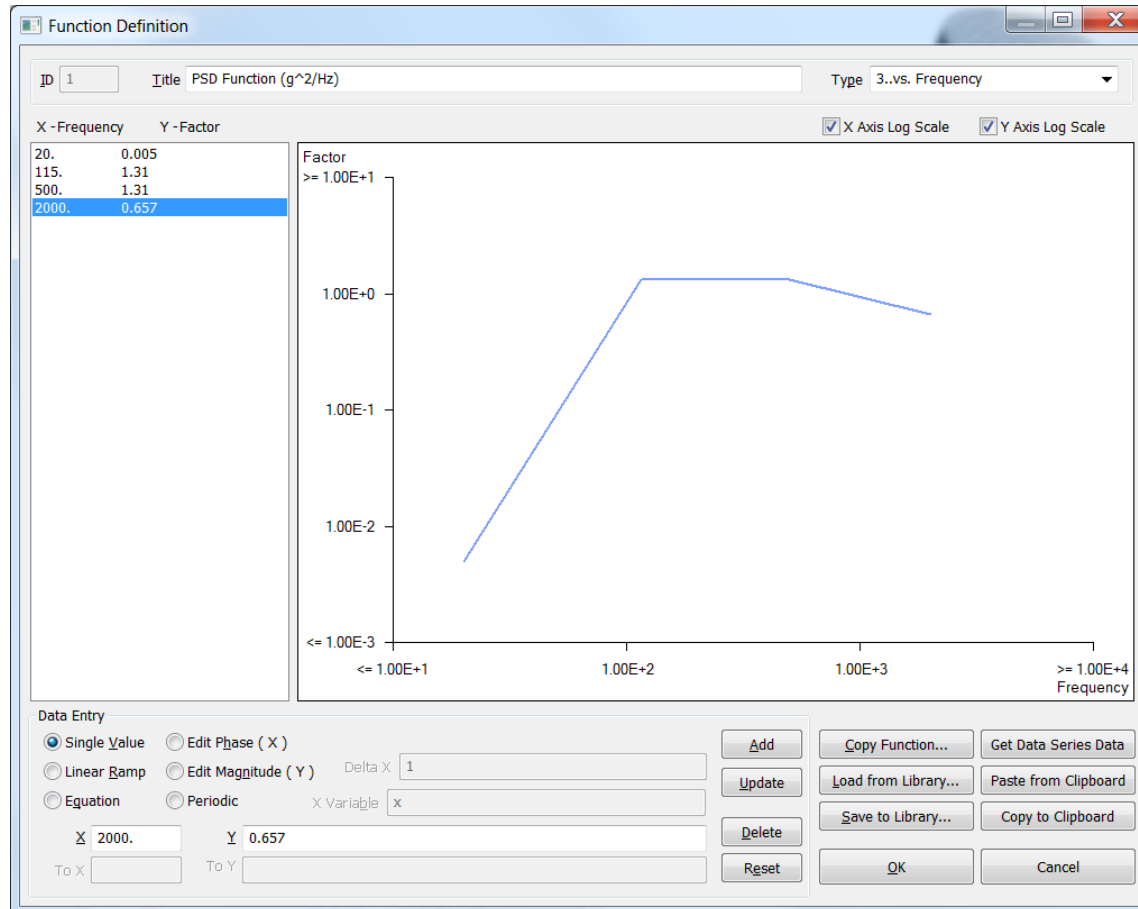 Function Definition
ID 1 Title PSD Function (g^2/Hz) Type 3..vs. Frequency
X -Frequency Y -Factor X Axis Log Scale Y Axis Log Scale
20. 0.005
115. 1.31
500. 1.31
2000. 0.657
Factor
>= 1.00E+1
1.00E+0
1.00E-1
1.00E-2
<= 1.00E-3
<= 1.00E+1 1.00E+2 1.00E+3 >= 1.00E+4
Frequency
Data Entry
Single Value Edit Phase ( X )
Linear Ramp Edit Magnitude ( Y ) Delta X 1
Equation Periodic X Variable x
X 2000. Y 0.657
To X To Y
Add
Update
Delete
Reset
Copy Function... Get Data Series Data
Load from Library... Paste from Clipboard
Save to Library... Copy to Clipboard
OK Cancel